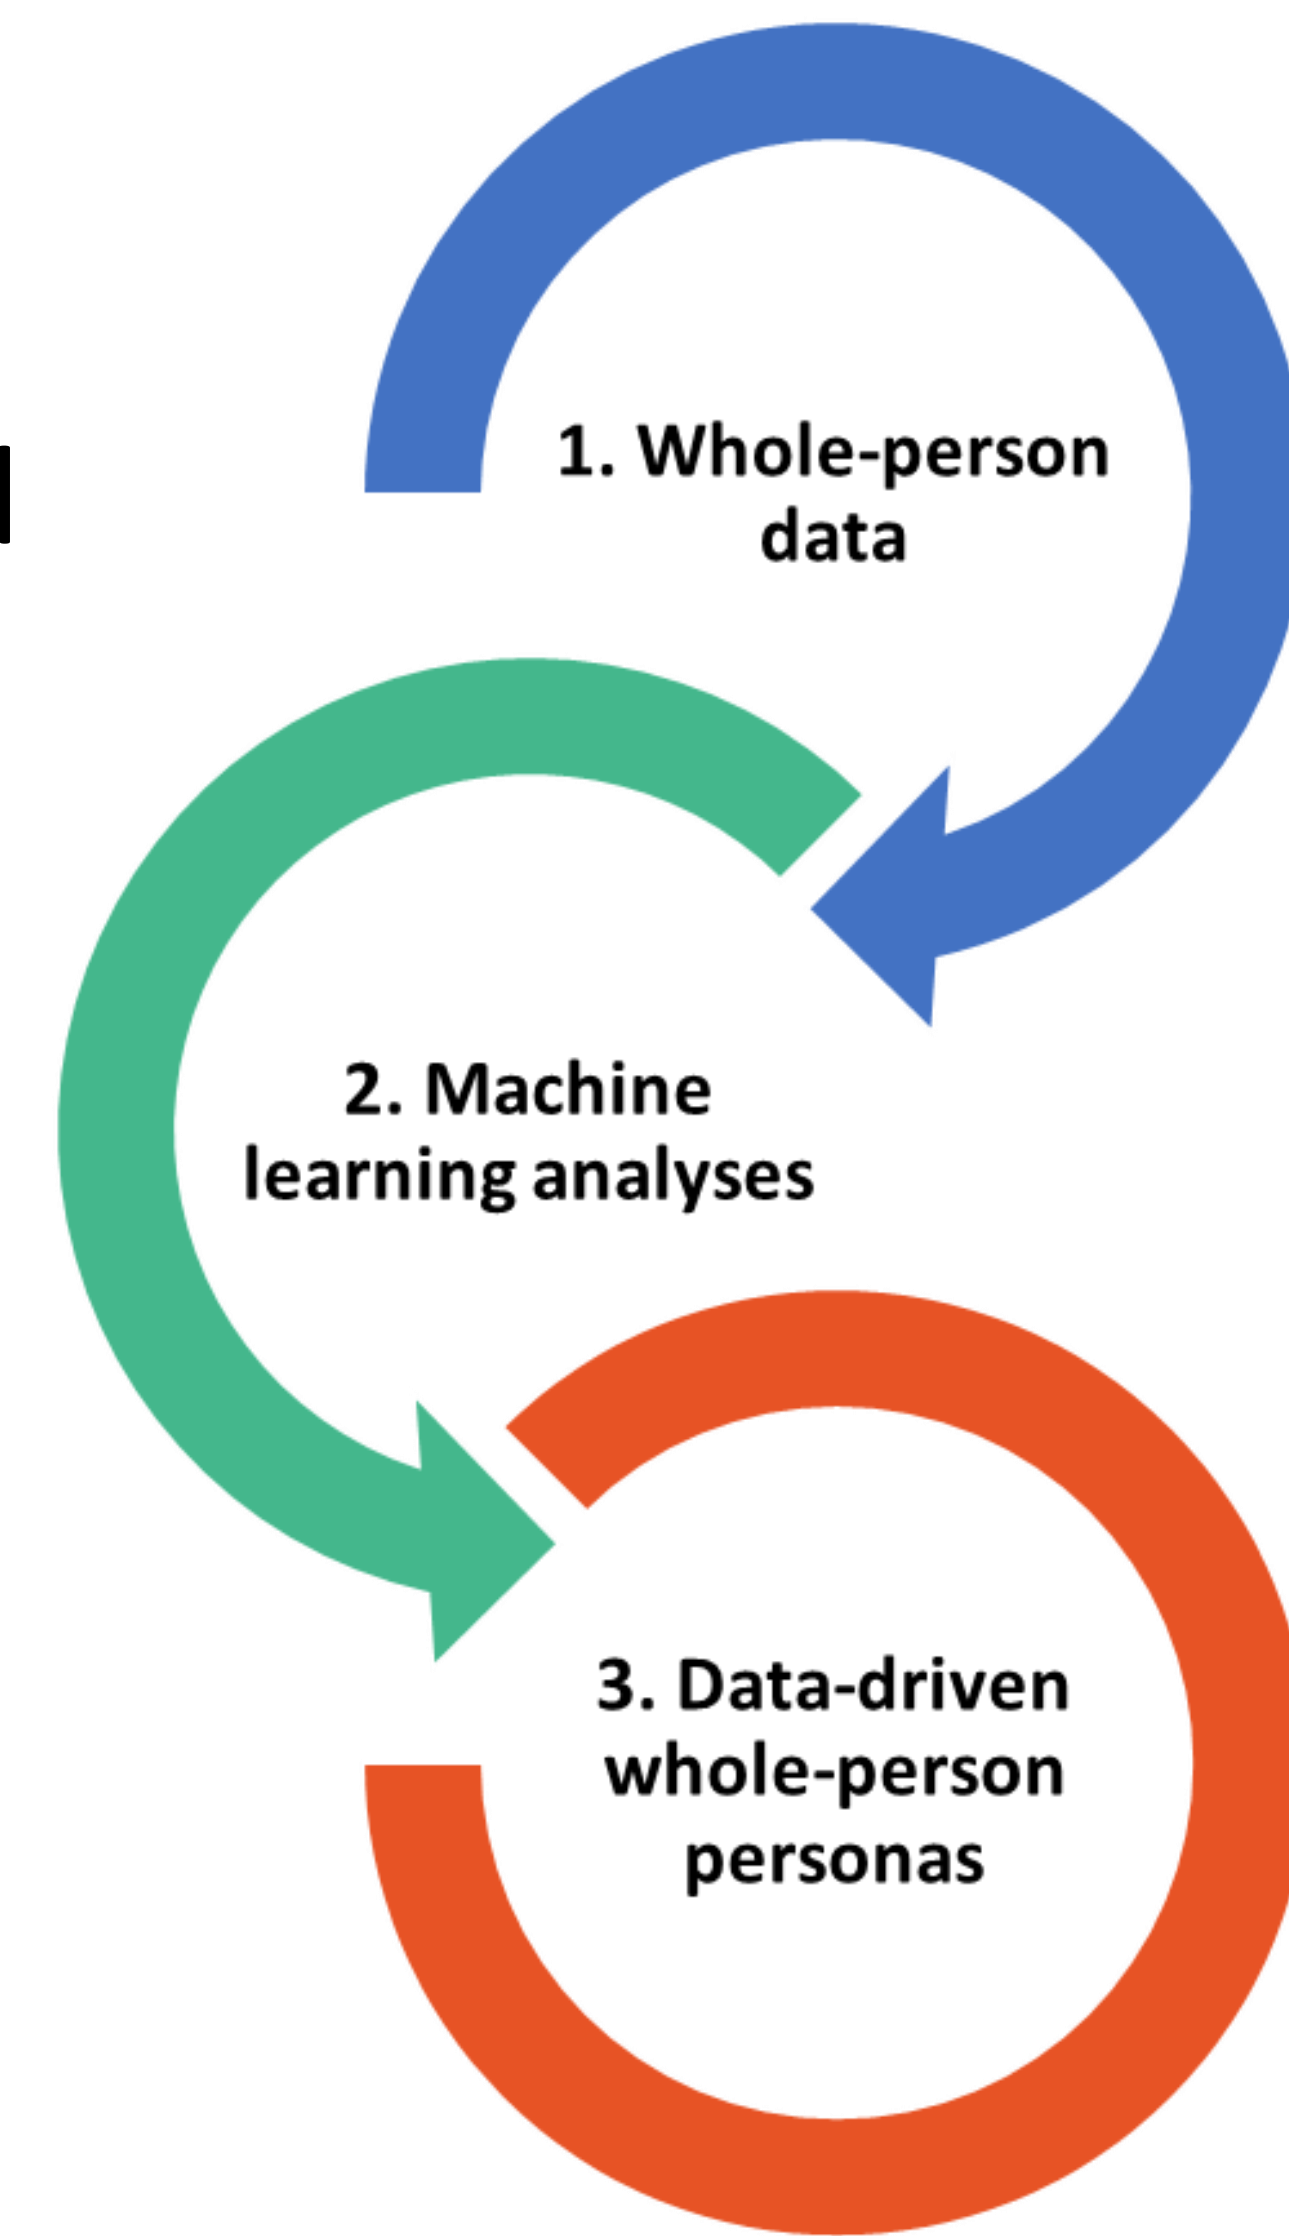 1. Whole-person
data
2. Machine
learning analyses
3. Data-driven
whole-person
personas